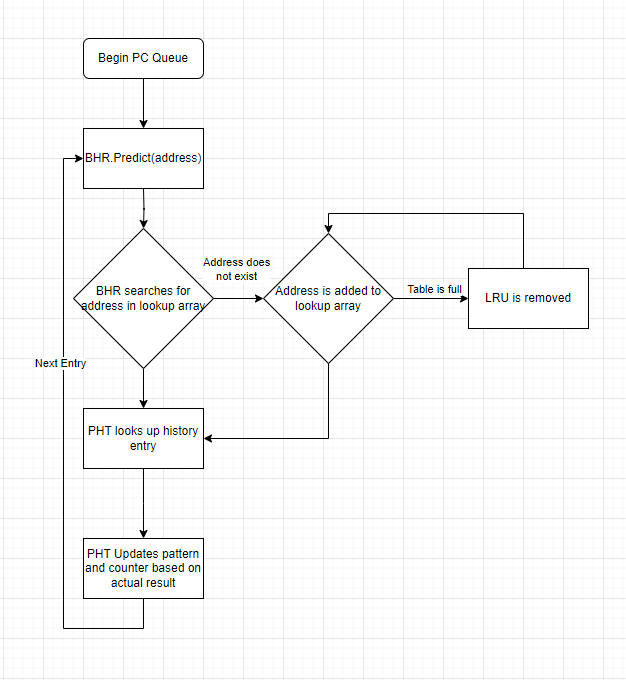 Begin PC Queue
BHR.Predict(address)
BHR searches for
address in lookup array
Address does
not exist
Address is added to
lookup array
Table is full
LRU is removed
Next Entry
PHT looks up history
entry
PHT Updates pattern
and counter based on
actual result